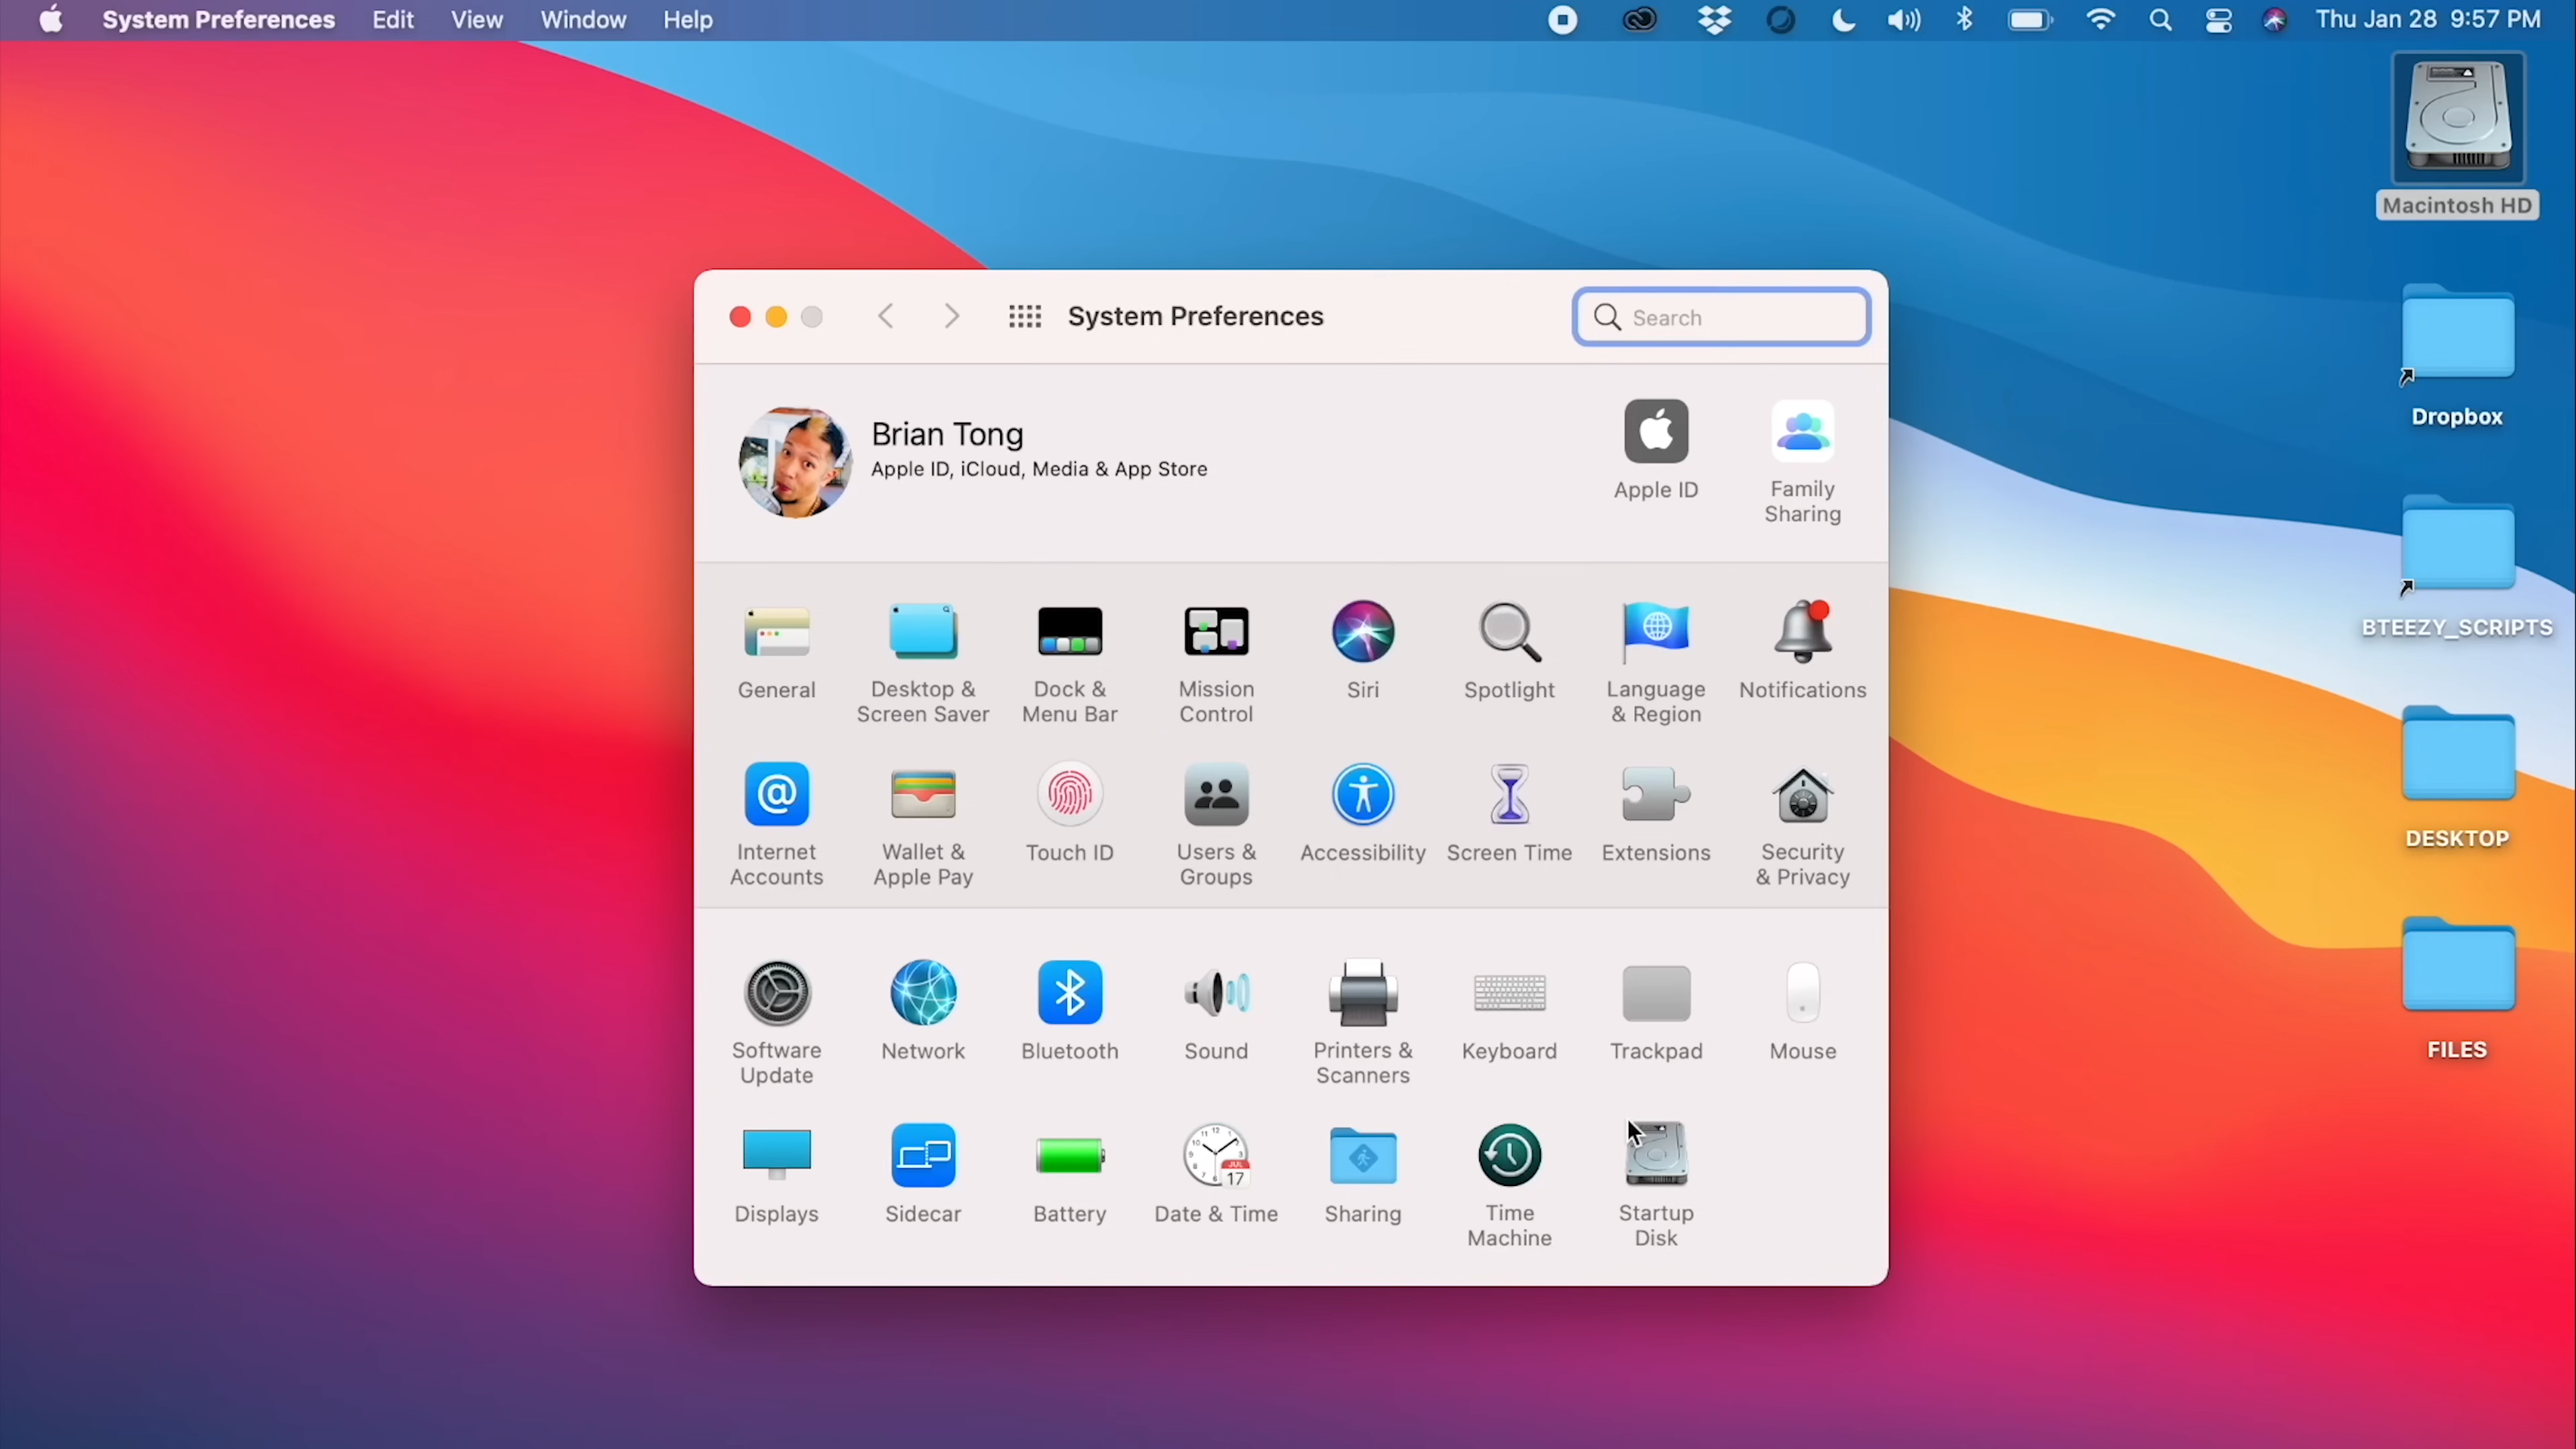 System Preferences Edit View Window Help Thu Jan 28 9:57 PM
Macintosh HD
Dropbox
BTEEZY_SCRIPTS
DESKTOP
FILES
System Preferences
Search
Brian Tong
Apple ID, iCloud, Media & App Store
Apple ID
Family
Sharing
General
Desktop &
Screen Saver
Dock &
Menu Bar
Mission
Control
Siri
Spotlight
Language
& Region
Notifications
Internet
Accounts
Wallet &
Apple Pay
Touch ID
Users &
Groups
Accessibility
Screen Time
Extensions
Security
& Privacy
Software
Update
Network
Bluetooth
Sound
Printers &
Scanners
Keyboard
Trackpad
Mouse
Displays
Sidecar
Battery
JUL
17
Date & Time
Sharing
Time
Machine
Startup
Disk